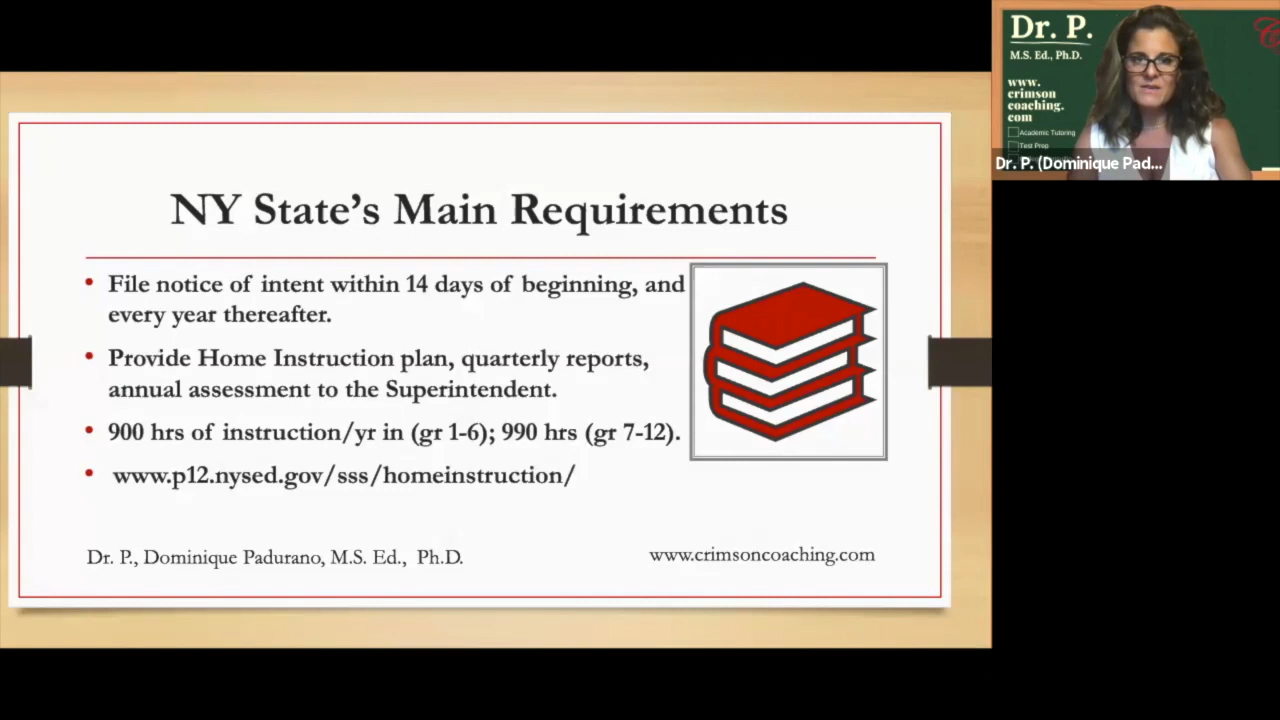 NY State's Main Requirements
• File notice of intent within 14 days of beginning, and
every year thereafter.
• Provide Home Instruction plan, quarterly reports,
annual assessment to the Superintendent.
• 900 hrs of instruction/yr in (gr 1-6); 990 hrs (gr 7-12).
• www.p12.nysed.gov/sss/homeinstruction/
Dr. P., Dominique Padurano, M.S. Ed., Ph.D.
www.crimsoncoaching.com
Dr. P.
M.S. Ed., Ph.D.
www.
crimson
coaching.
com
Academic Tutoring
Test Prep
Dr. P. (Dominique Pad...